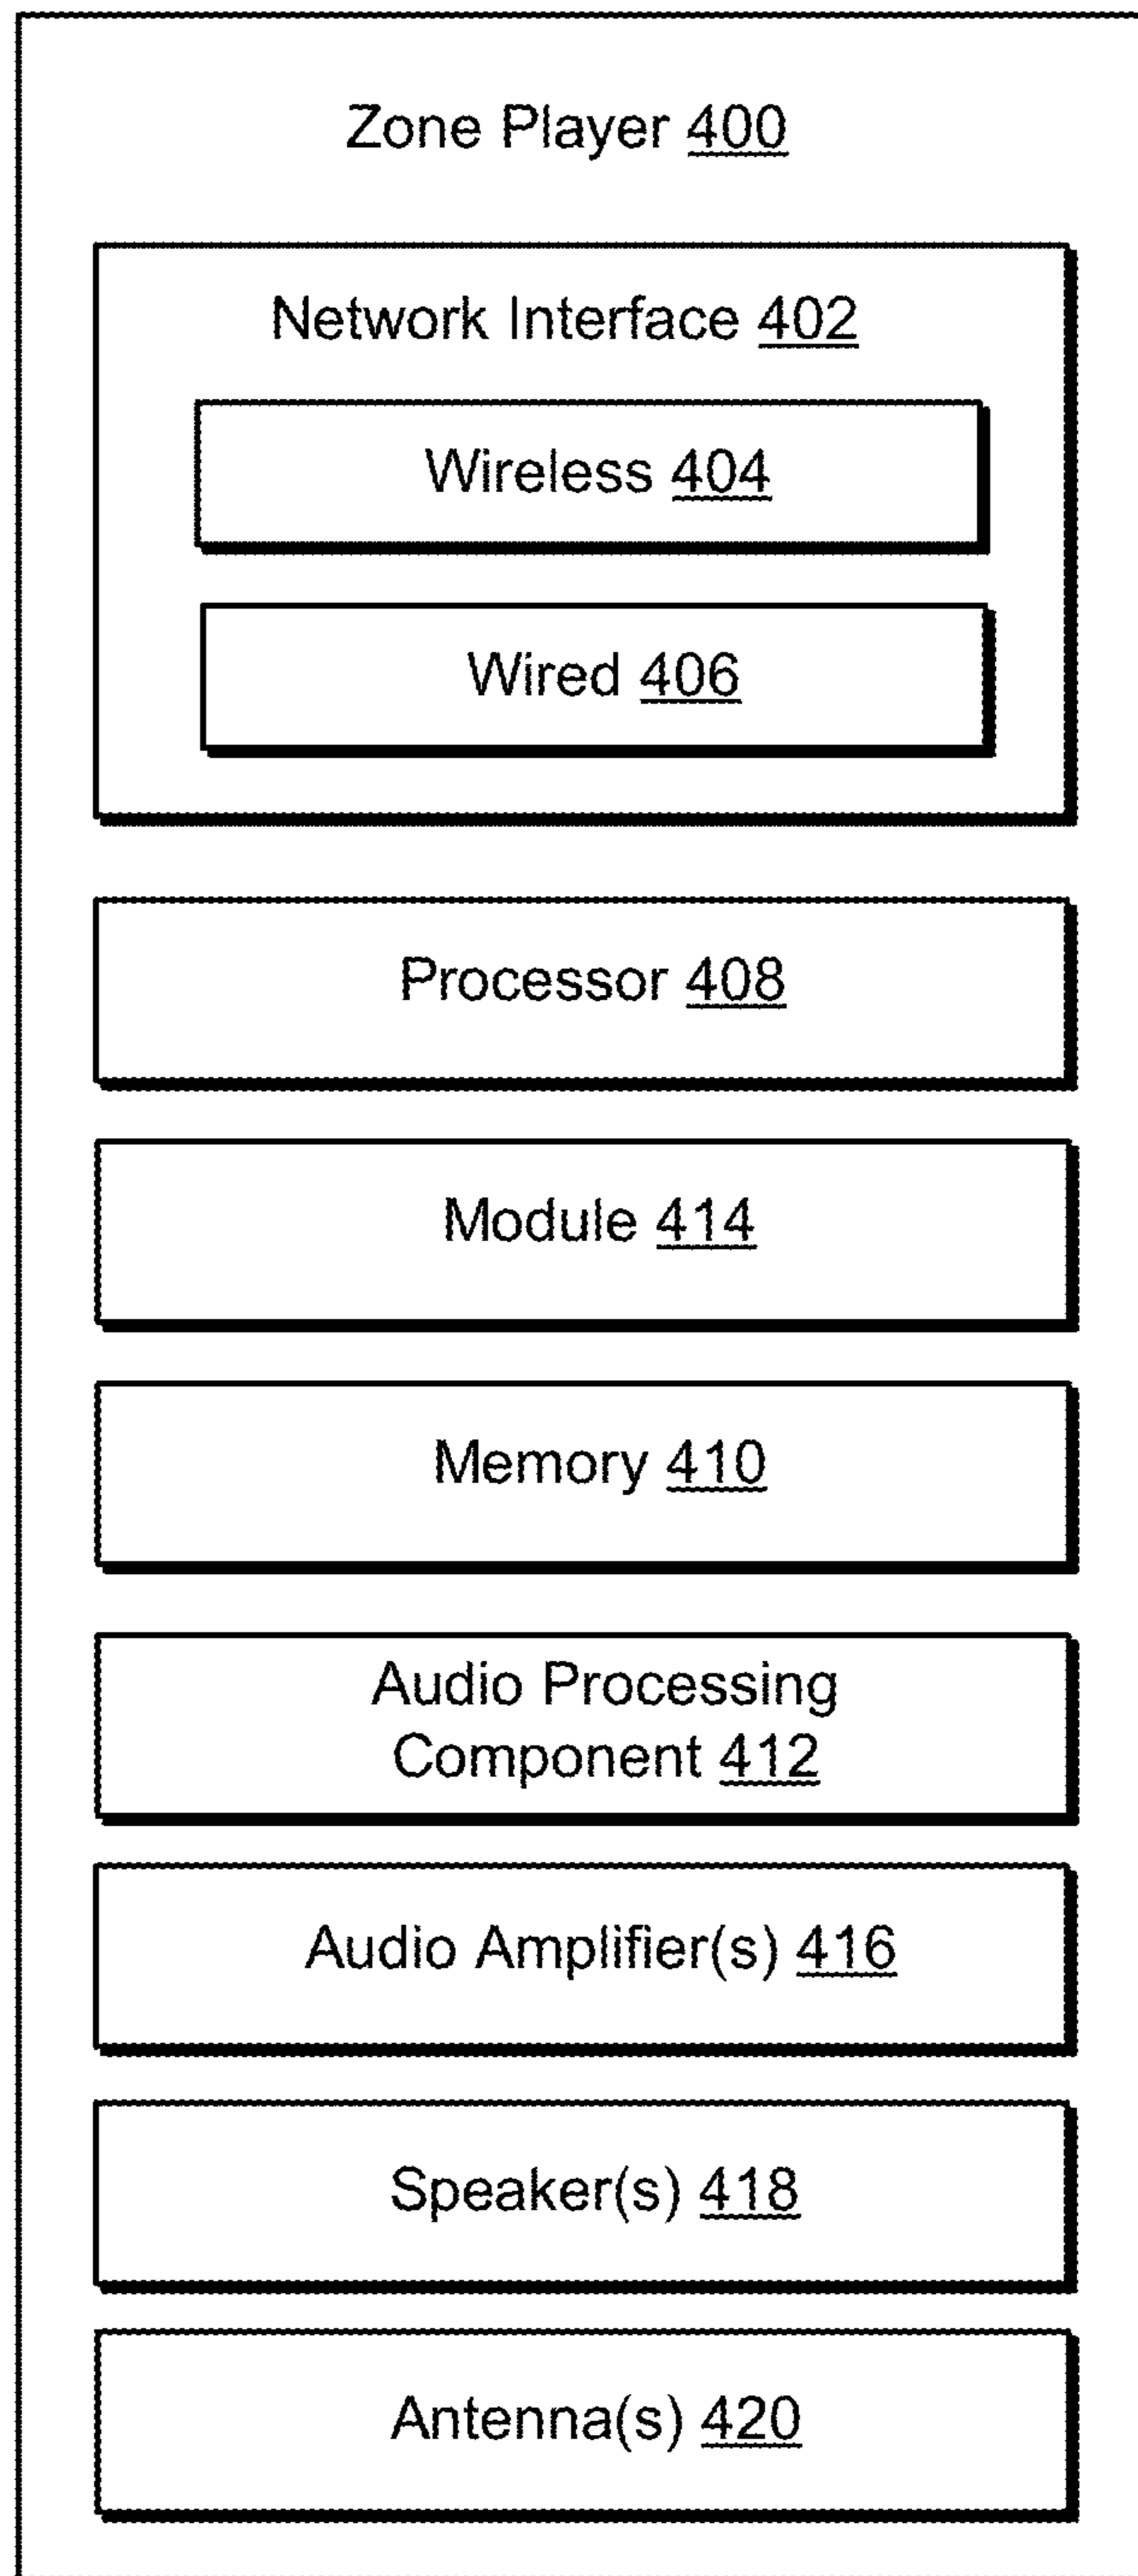 Zone Player 400
Network Interface 402
Wireless 404
Wired 406
Processor 408
Module 414
Memory 410
Audio Processing
Component 412
Audio Amplifier(s) 416
Speaker(s) 418
Antenna(s) 420